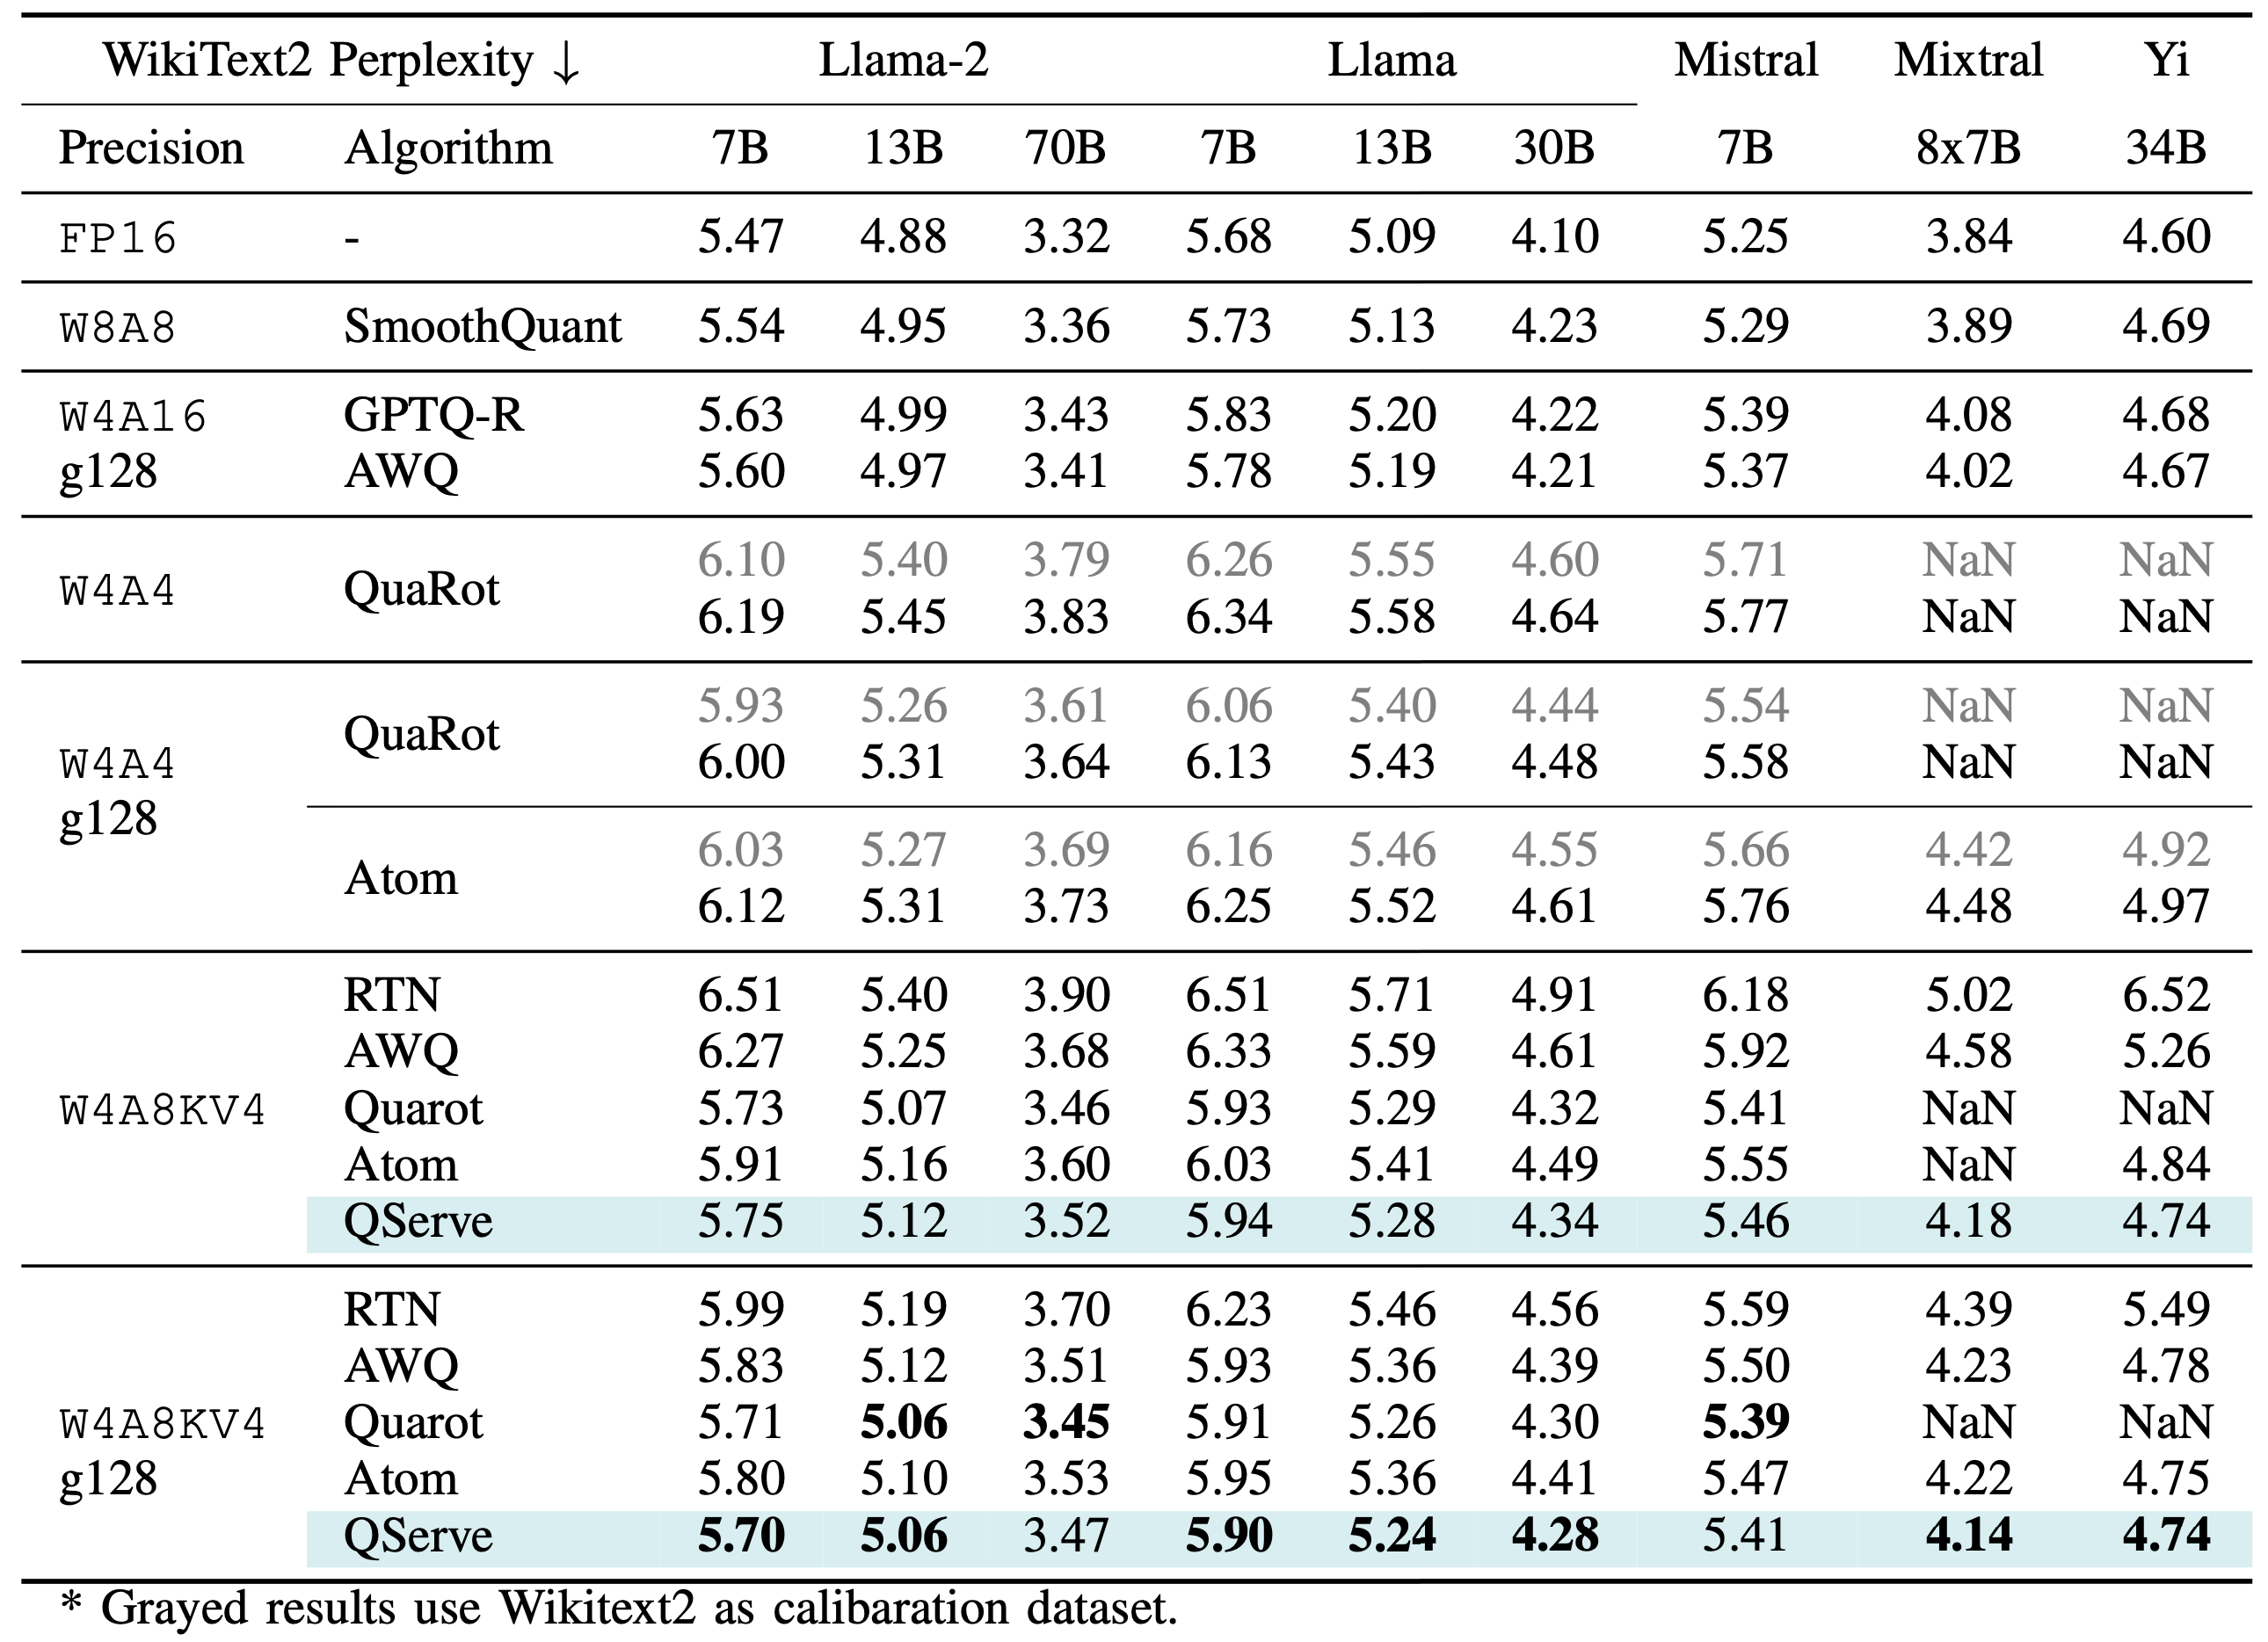 WikiText2 Perplexity ↓ Llama-2 Llama Mistral Mixtral Yi
Precision Algorithm 7B 13B 70B 7B 13B 30B 7B 8x7B 34B
FP16 - 5.47 4.88 3.32 5.68 5.09 4.10 5.25 3.84 4.60
W8A8 SmoothQuant 5.54 4.95 3.36 5.73 5.13 4.23 5.29 3.89 4.69
W4A16 GPTQ-R 5.63 4.99 3.43 5.83 5.20 4.22 5.39 4.08 4.68
g128 AWQ 5.60 4.97 3.41 5.78 5.19 4.21 5.37 4.02 4.67
6.10 5.40 3.79 6.26 5.55 4.60 5.71 NaN NaN
W4A4 QuaRot
6.19 5.45 3.83 6.34 5.58 4.64 5.77 NaN NaN
5.93 5.26 3.61 6.06 5.40 4.44 5.54 NaN NaN
QuaRot
W4A4 6.00 5.31 3.64 6.13 5.43 4.48 5.58 NaN NaN
g128
6.03 5.27 3.69 6.16 5.46 4.55 5.66 4.42 4.92
Atom
6.12 5.31 3.73 6.25 5.52 4.61 5.76 4.48 4.97
RTN 6.51 5.40 3.90 6.51 5.71 4.91 6.18 5.02 6.52
AWQ 6.27 5.25 3.68 6.33 5.59 4.61 5.92 4.58 5.26
W4A8KV4 Quarot 5.73 5.07 3.46 5.93 5.29 4.32 5.41 NaN NaN
Atom 5.91 5.16 3.60 6.03 5.41 4.49 5.55 NaN 4.84
QServe 5.75 5.12 3.52 5.94 5.28 4.34 5.46 4.18 4.74
RTN 5.99 5.19 3.70 6.23 5.46 4.56 5.59 4.39 5.49
AWQ 5.83 5.12 3.51 5.93 5.36 4.39 5.50 4.23 4.78
W4A8KV4 Quarot 5.71 5.06 3.45 5.91 5.26 4.30 5.39 NaN NaN
g128 Atom 5.80 5.10 3.53 5.95 5.36 4.41 5.47 4.22 4.75
QServe 5.70 5.06 3.47 5.90 5.24 4.28 5.41 4.14 4.74
* Grayed results use Wikitext2 as calibaration dataset.